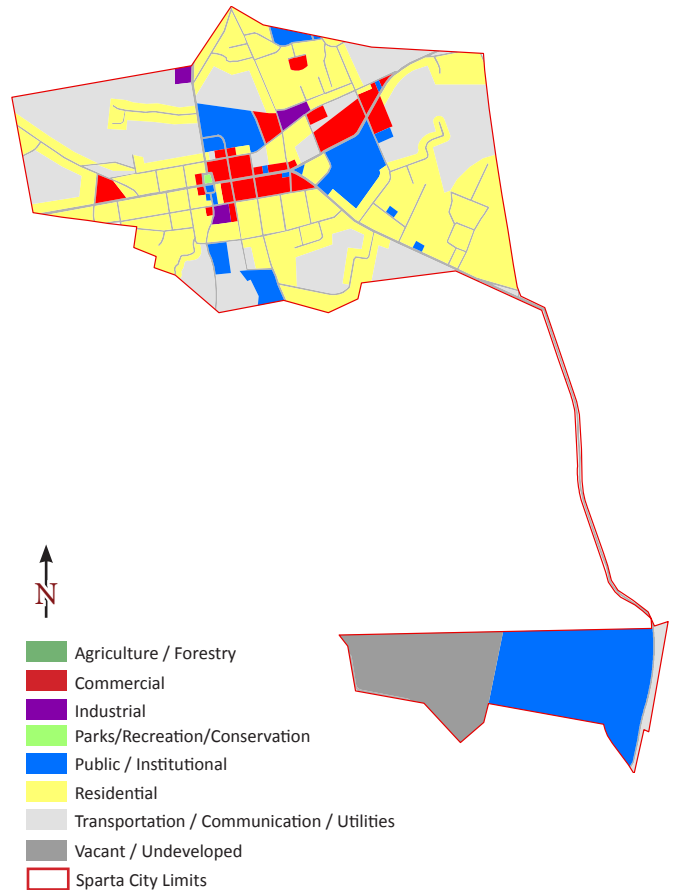 N
Agriculture / Forestry
Commercial
Industrial
Parks/Recreation/Conservation
Public / Institutional
Residential
Transportation / Communication / Utilities
Vacant / Undeveloped
Sparta City Limits